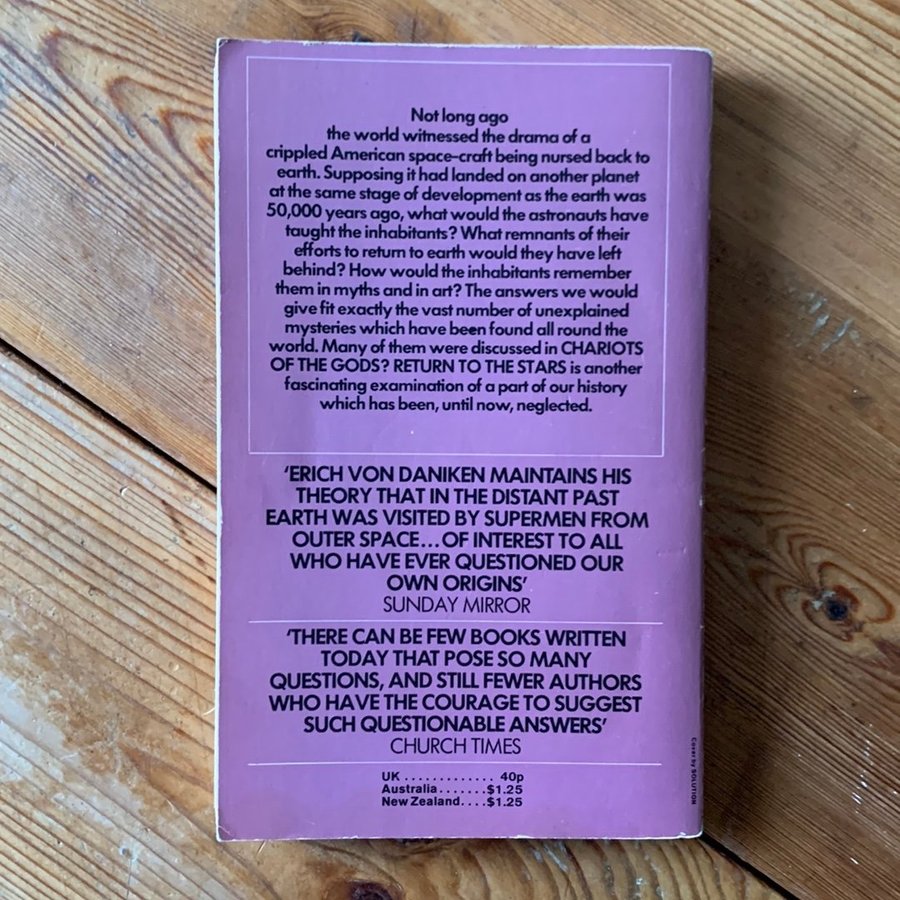 Not long ago
the world witnessed the drama of a
crippled American space-craft being nursed back to
earth. Supposing it had landed on another planet
at the same stage of development as the earth was
50,000 years ago, what would the astronauts have
taught the inhabitants? What remnants of their
efforts to return to earth would they have left
behind? How would the inhabitants remember
them in myths and in art? The answers we would
give fit exactly the vast number of unexplained
mysteries which have been found all round the
world. Many of them were discussed in CHARIOTS
OF THE GODS? RETURN TO THE STARS is another
fascinating examination of a part of our history
which has been, until now, neglected.
'ERICH VON DANIKEN MAINTAINS HIS
THEORY THAT IN THE DISTANT PAST
EARTH WAS VISITED BY SUPERMEN FROM
OUTER SPACE...OF INTEREST TO ALL
WHO HAVE EVER QUESTIONED OUR
OWN ORIGINS'
SUNDAY MIRROR
'THERE CAN BE FEW BOOKS WRITTEN
TODAY THAT POSE SO MANY
QUESTIONS, AND STILL FEWER AUTHORS
WHO HAVE THE COURAGE TO SUGGEST
SUCH QUESTIONABLE ANSWERS'
CHURCH TIMES
UK ............. 40p
Australia.......$1.25
New Zealand....$1.25
Cover by SOLUTION